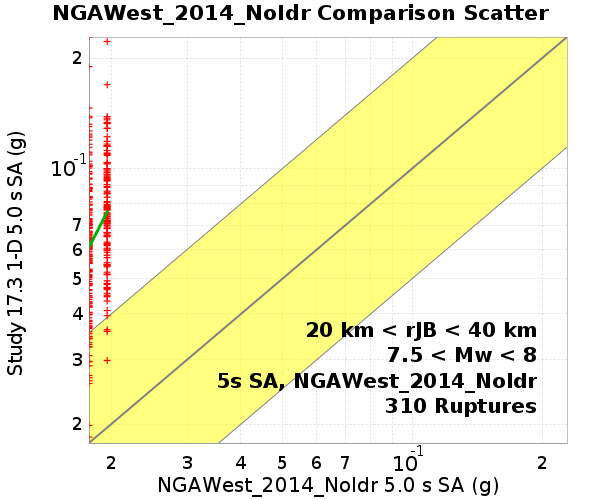 NGAWest_2014_NoIdr Comparison Scatter
Study 17.3 1-D 5.0 s SA (g)
2
10-1
7
6
5
4
3
2
20 km < rJB < 40 km
7.5 < Mw < 8
5s SA, NGAWest_2014_NoIdr
310 Ruptures
2 3 4 5 6 7 10-1 2
NGAWest_2014_NoIdr 5.0 s SA (g)